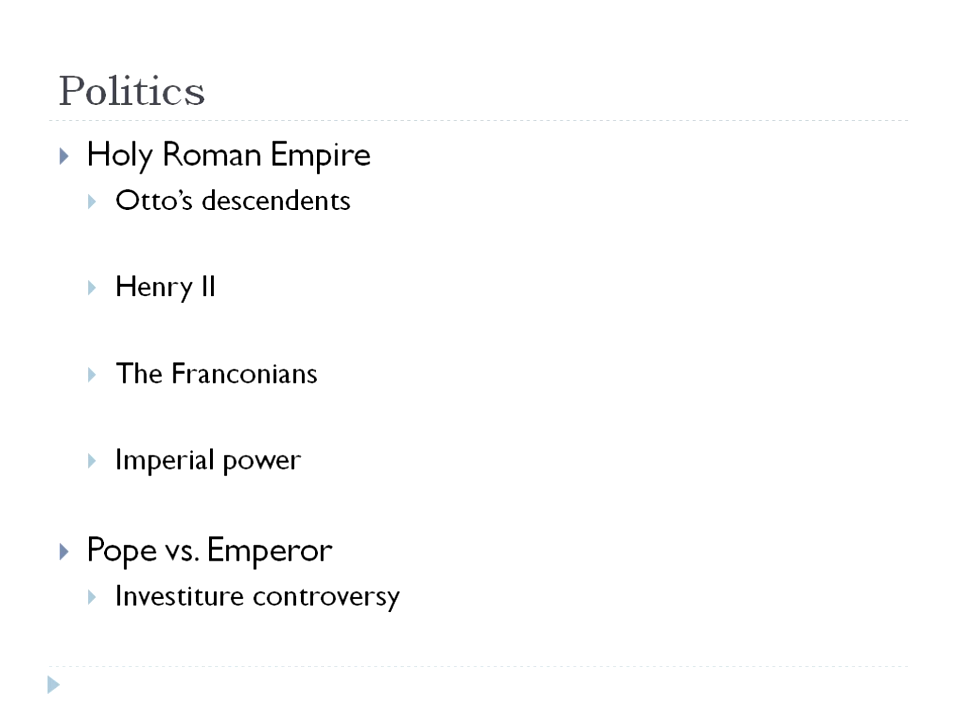 Politics
Holy Roman Empire
Otto's descendents
Henry II
The Franconians
Imperial power
Pope vs. Emperor
Investiture controversy